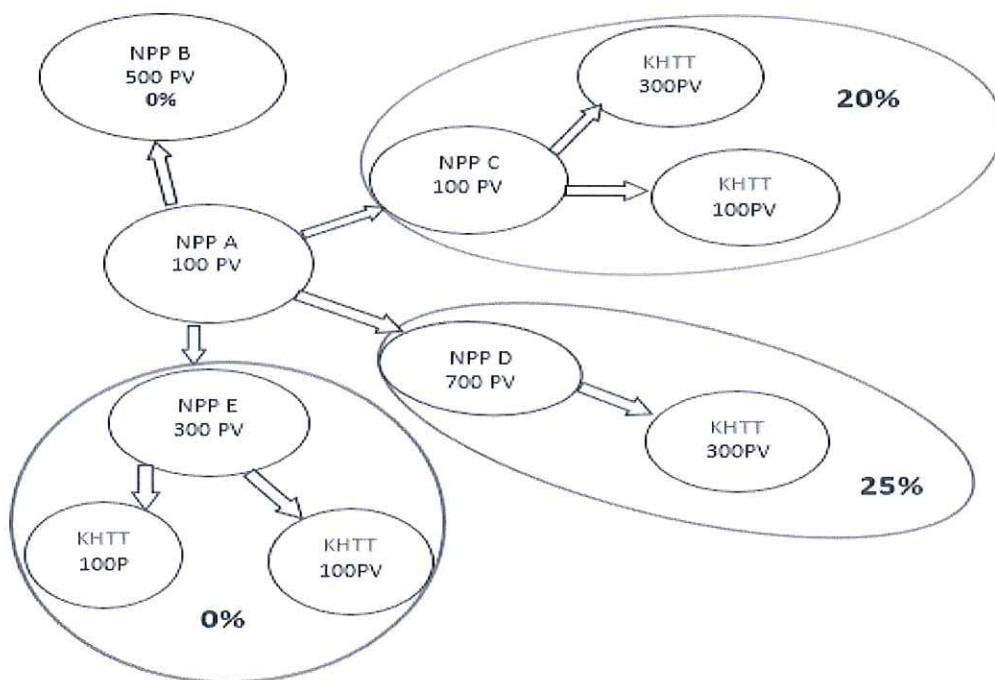 NPP B
500 PV
0%
KHTT
300PV
20%
NPP C
100 PV
KHTT
100PV
NPP A
100 PV
NPP D
700 PV
KHTT
300PV
25%
NPP E
300 PV
KHTT
100P
KHTT
100PV
0%